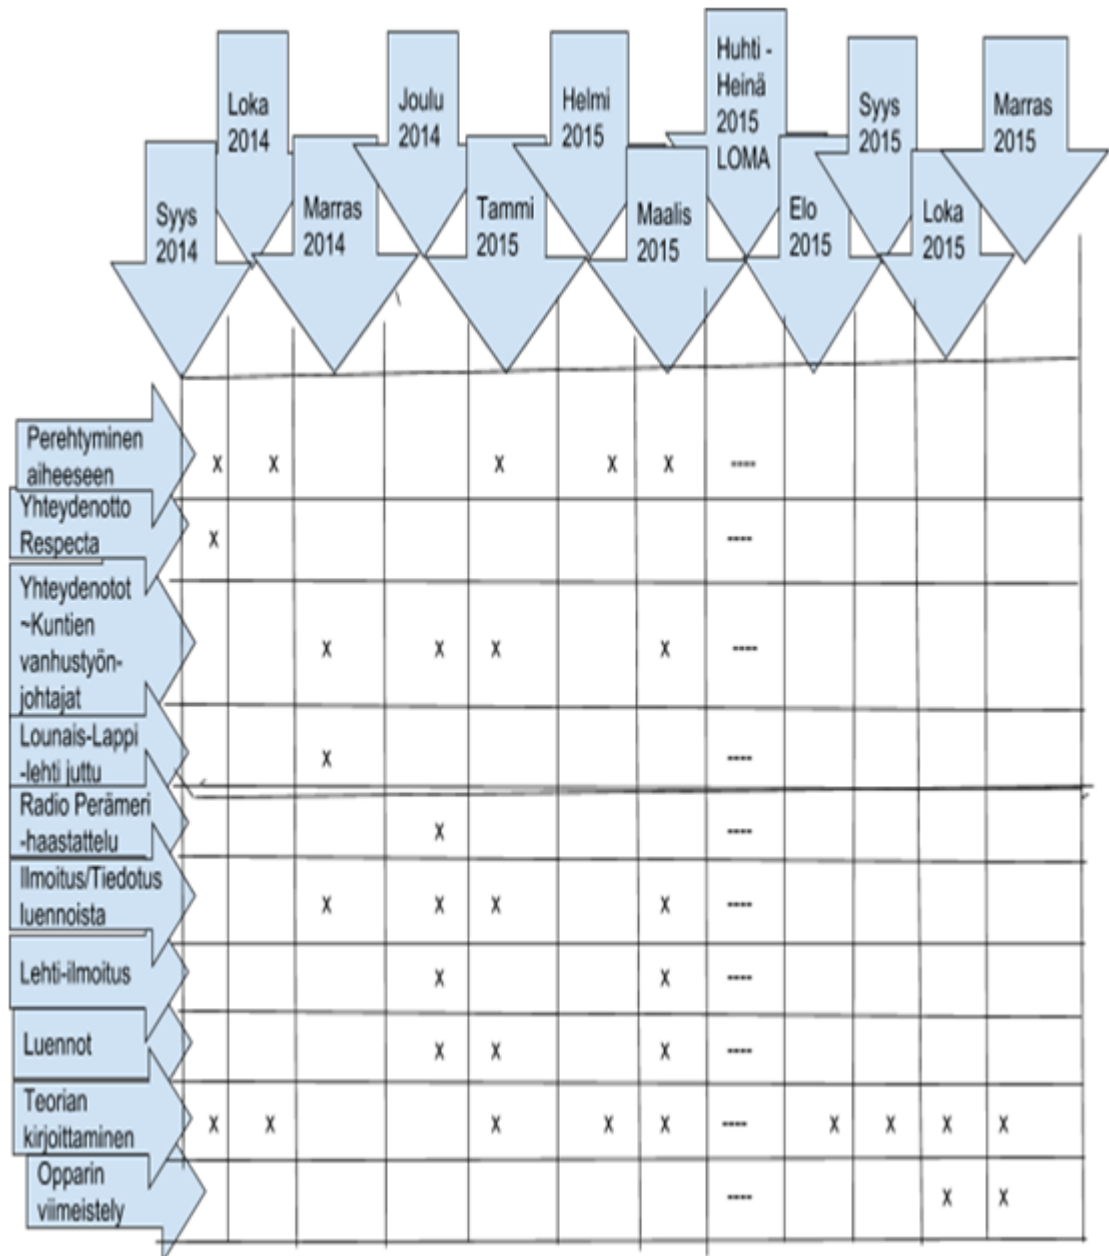 Syys
2014
Loka
2014
Marras
2014
Joulu
2014
Tammi
2015
Helmi
2015
Maalis
2015
Huhti -
Heinä
2015
LOMA
Elo
2015
Syys
2015
Loka
2015
Marras
2015
Perehtyminen
aiheeseen
X X X X X ----
Yhteydenotto
Respecta
X ----
Yhteydenotot
~Kuntien
vanhustyön-
johtajat
X X X X ----
Lounais-Lappi
-lehti juttu
X ----
Radio Perämeri
-haastattelu
X ----
Ilmoitus/Tiedotus
luennoista
X X X X ----
Lehti-ilmoitus
X X ----
Luennot
X X X ----
Teorian
kirjoittaminen
X X X X X ---- X X X X
Opparin
viimeistely
---- X X